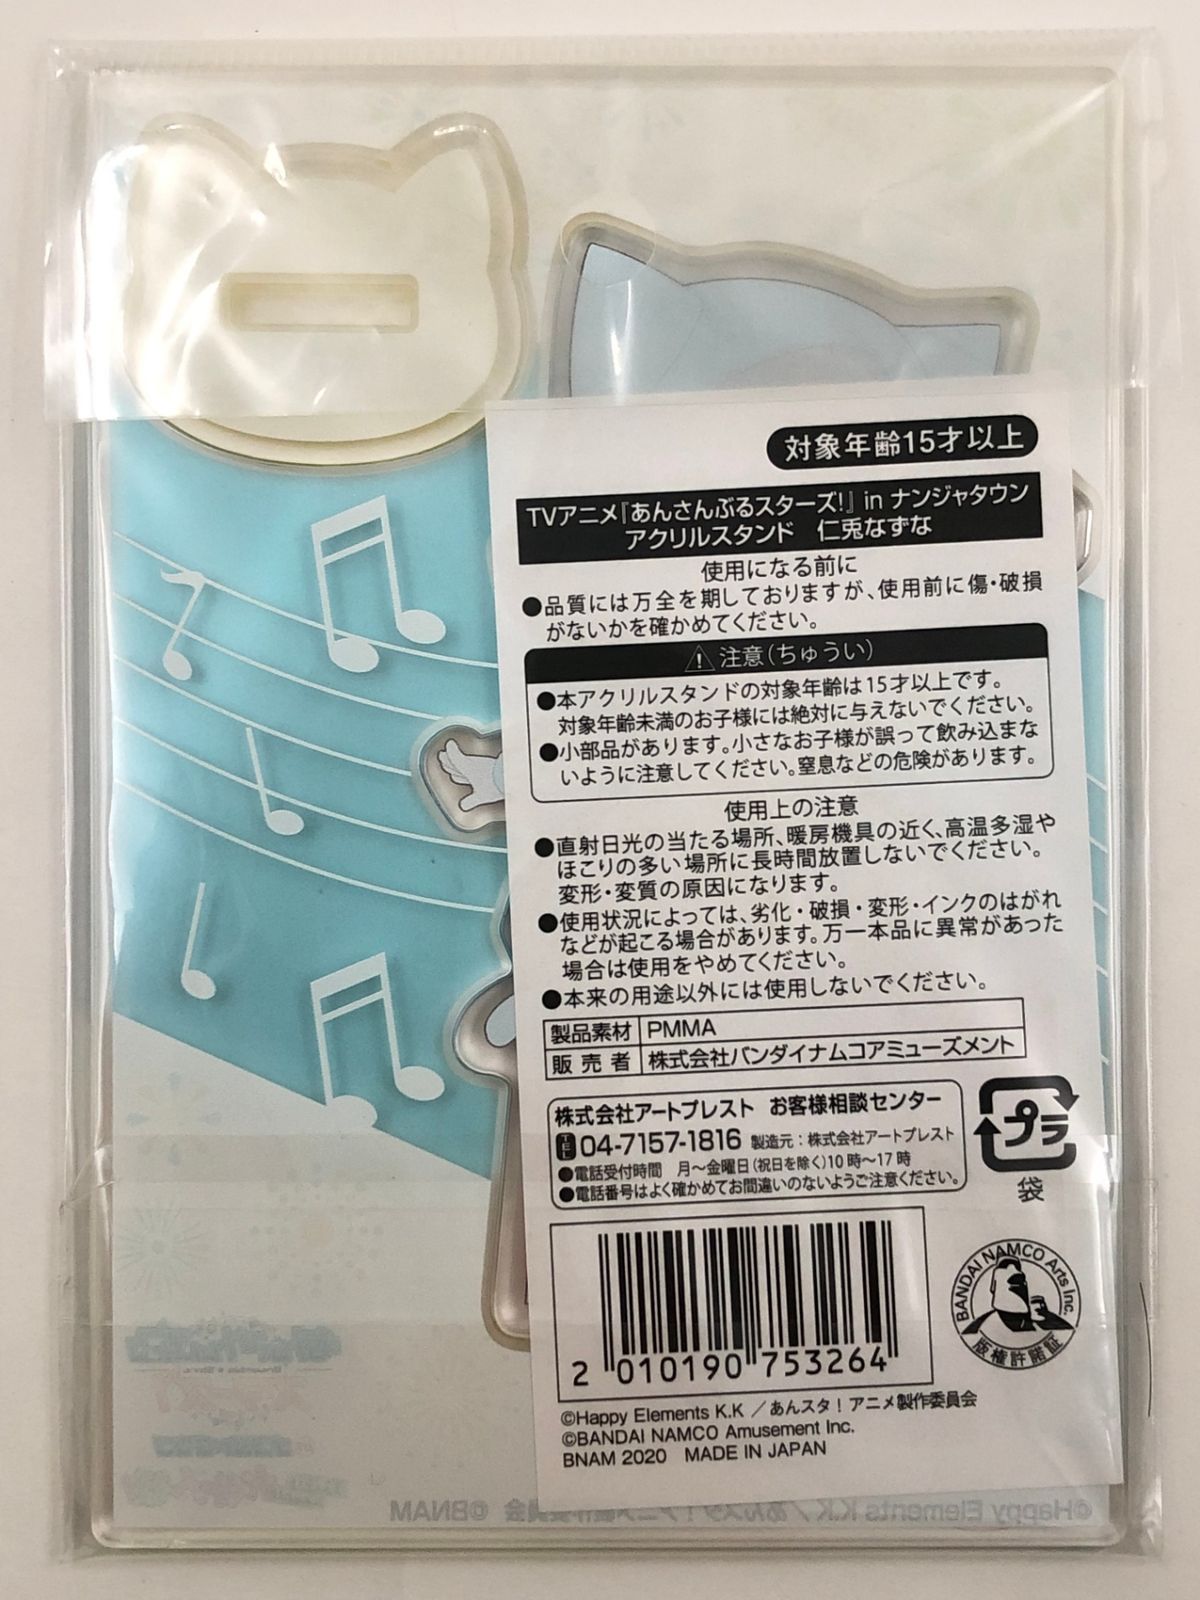 対象年齢15才以上
TVアニメ『あんさんぶるスターズ!』 in ナンジャタウン
アクリルスタンド　仁兎なずな
使用になる前に
●品質には万全を期しておりますが、使用前に傷・破損
がないかを確かめてください。
⚠注意(ちゅうい)
●本アクリルスタンドの対象年齢は15才以上です。
対象年齢未満のお子様には絶対に与えないでください。
●小部品があります。小さなお子様が誤って飲み込まな
いように注意してください。窒息などの危険があります。
使用上の注意
●直射日光の当たる場所、暖房機具の近く、高温多湿や
ほこりの多い場所に長時間放置しないでください。
変形・変質の原因になります。
●使用状況によっては、劣化・破損・変形・インクのはがれ
などが起こる場合があります。万一本品に異常があった
場合は使用をやめてください。
●本来の用途以外には使用しないでください。
製品素材 PMMA
販売者 株式会社バンダイナムコアミューズメント
株式会社アートプレスト　お客様相談センター
TEL 04-7157-1816 製造元：株式会社アートプレスト
●電話受付時間　月〜金曜日(祝日を除く)10時〜17時
●電話番号はよく確かめてお間違いのないようご注意ください。
プラ
袋
BANDAI NAMCO Arts Inc.
版権許諾証
2 010190 753264
©Happy Elements K.K ／あんスタ！アニメ製作委員会
©BANDAI NAMCO Amusement Inc.
BNAM 2020　MADE IN JAPAN
©Happy Elements K.K／あんスタ！アニメ製作委員会 ©BNAM